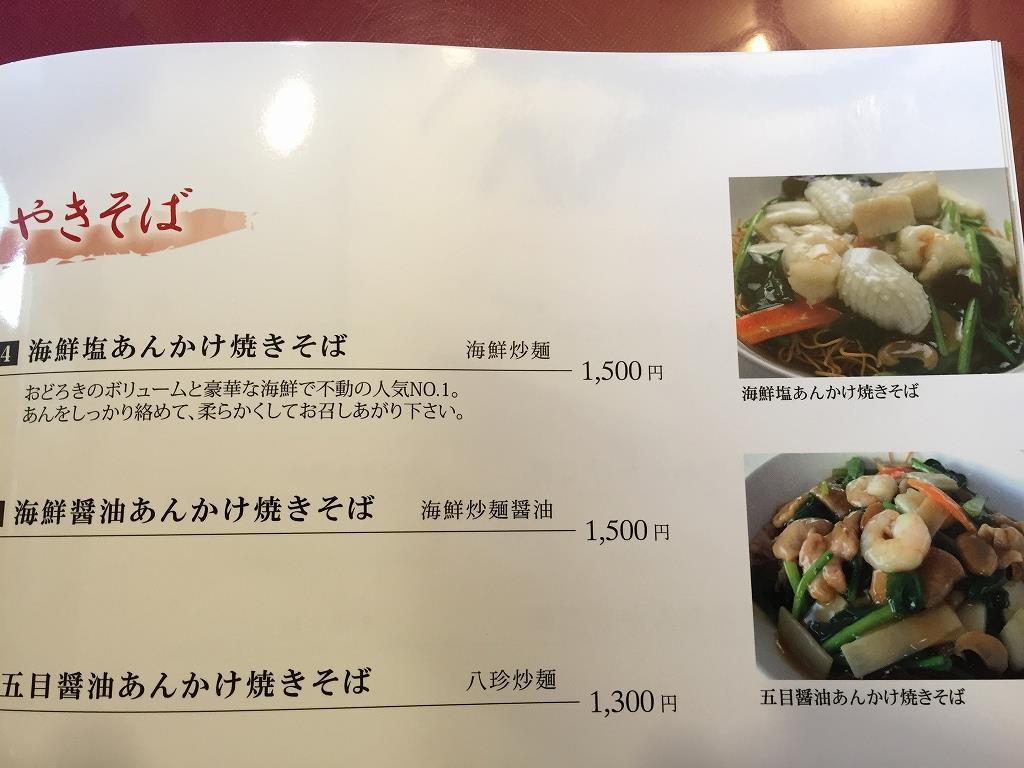 やきそば
4 海鮮塩あんかけ焼きそば 海鮮炒麺 1,500円
おどろきのボリュームと豪華な海鮮で不動の人気NO.1。
あんをしっかり絡めて、柔らかくしてお召しあがり下さい。
海鮮塩あんかけ焼きそば
海鮮醤油あんかけ焼きそば 海鮮炒麺醤油 1,500円
五目醤油あんかけ焼きそば 八珍炒麺 1,300円
五目醤油あんかけ焼きそば